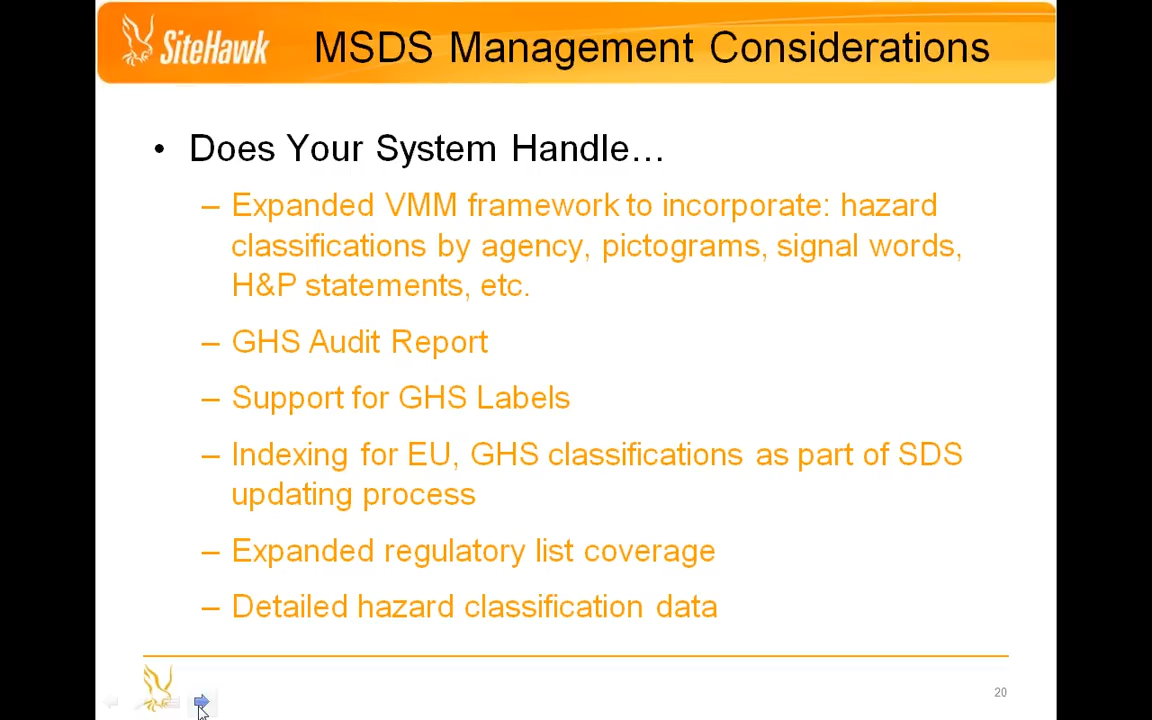 SiteHawk
MSDS Management Considerations
• Does Your System Handle…
– Expanded VMM framework to incorporate: hazard
classifications by agency, pictograms, signal words,
H&P statements, etc.
– GHS Audit Report
– Support for GHS Labels
– Indexing for EU, GHS classifications as part of SDS
updating process
– Expanded regulatory list coverage
– Detailed hazard classification data
20